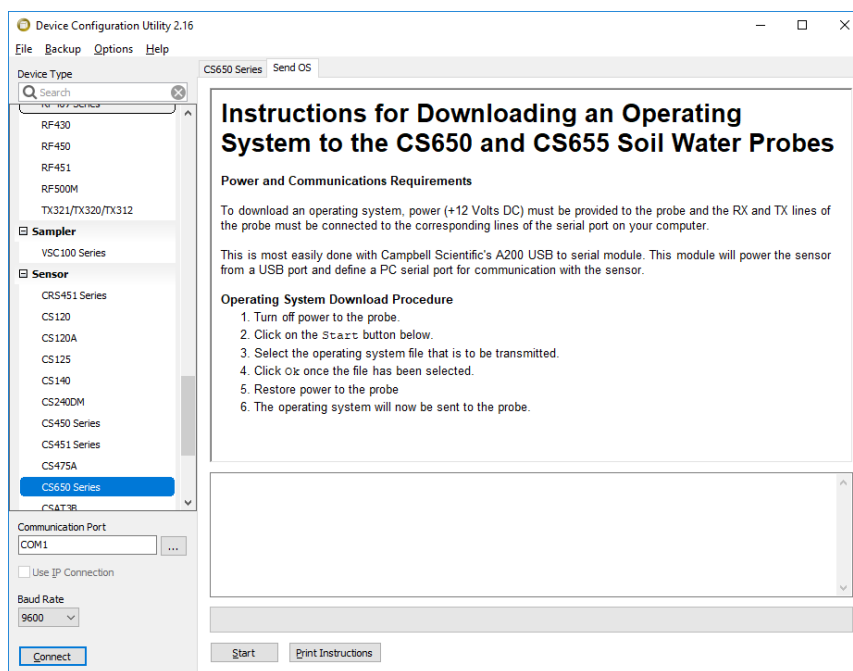 Device Configuration Utility 2.16
File Backup Options Help
Device Type
Search
RF430
RF450
RF451
RF500M
TX321/TX320/TX312
Sampler
VSC100 Series
Sensor
CRS451 Series
CS120
CS120A
CS125
CS140
CS240DM
CS450 Series
CS451 Series
CS475A
CS650 Series
CSAT3B
Communication Port
COM1
...
Use IP Connection
Baud Rate
9600
Connect
CS650 Series Send OS
Instructions for Downloading an Operating
System to the CS650 and CS655 Soil Water Probes
Power and Communications Requirements
To download an operating system, power (+12 Volts DC) must be provided to the probe and the RX and TX lines of
the probe must be connected to the corresponding lines of the serial port on your computer.
This is most easily done with Campbell Scientific's A200 USB to serial module. This module will power the sensor
from a USB port and define a PC serial port for communication with the sensor.
Operating System Download Procedure
1. Turn off power to the probe.
2. Click on the Start button below.
3. Select the operating system file that is to be transmitted.
4. Click Ok once the file has been selected.
5. Restore power to the probe
6. The operating system will now be sent to the probe.
Start Print Instructions